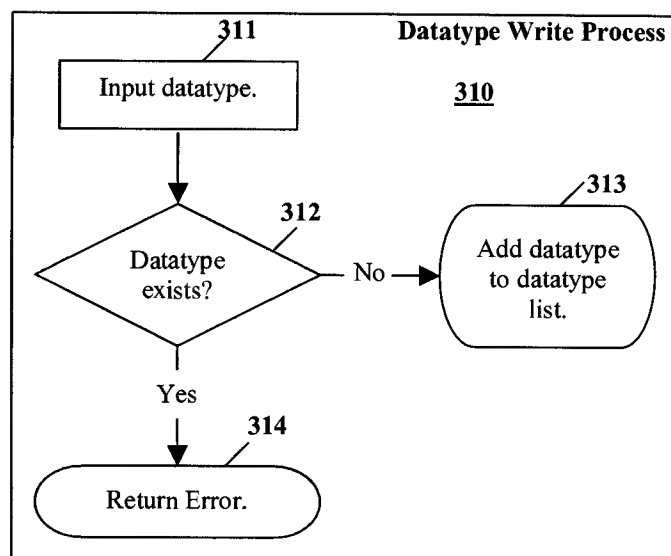 311
Datatype Write Process
Input datatype.
310
312
313
Datatype
exists?
No
Add datatype
to datatype
list.
Yes
314
Return Error.